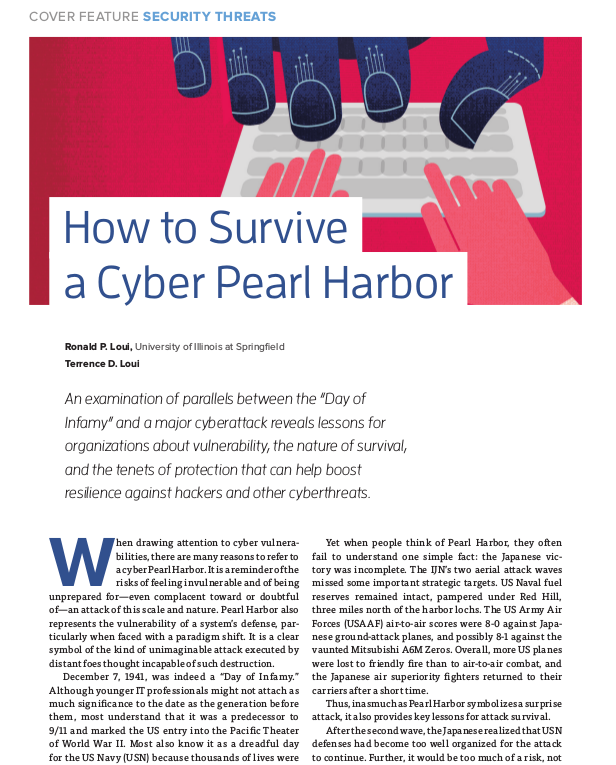 COVER FEATURE SECURITY THREATS
How to Survive
a Cyber Pearl Harbor
Ronald P. Loui, University of Illinois at Springfield
Terrence D. Loui
An examination of parallels between the "Day of
Infamy" and a major cyberattack reveals lessons for
organizations about vulnerability, the nature of survival,
and the tenets of protection that can help boost
resilience against hackers and other cyberthreats.
When drawing attention to cyber vulnera-
bilities, there are many reasons to refer to
a cyber Pearl Harbor. It is a reminder of the
risks of feeling invulnerable and of being
unprepared for—even complacent toward or doubtful
of—an attack of this scale and nature. Pearl Harbor also
represents the vulnerability of a system's defense, par-
ticularly when faced with a paradigm shift. It is a clear
symbol of the kind of unimaginable attack executed by
distant foes thought incapable of such destruction.
December 7, 1941, was indeed a "Day of Infamy."
Although younger IT professionals might not attach as
much significance to the date as the generation before
them, most understand that it was a predecessor to
9/11 and marked the US entry into the Pacific Theater
of World War II. Most also know it as a dreadful day
for the US Navy (USN) because thousands of lives were
Yet when people think of Pearl Harbor, they often
fail to understand one simple fact: the Japanese vic-
tory was incomplete. The IJN's two aerial attack waves
missed some important strategic targets. US Naval fuel
reserves remained intact, pampered under Red Hill,
three miles north of the harbor lochs. The US Army Air
Forces (USAAF) air-to-air scores were 8-0 against Japa-
nese ground-attack planes, and possibly 8-1 against the
vaunted Mitsubishi A6M Zeros. Overall, more US planes
were lost to friendly fire than to air-to-air combat, and
the Japanese air superiority fighters returned to their
carriers after a short time.
Thus, inasmuch as Pearl Harbor symbolizes a surprise
attack, it also provides key lessons for attack survival.
After the second wave, the Japanese realized that USN
defenses had become too well organized for the attack
to continue. Further, it would be too much of a risk, not